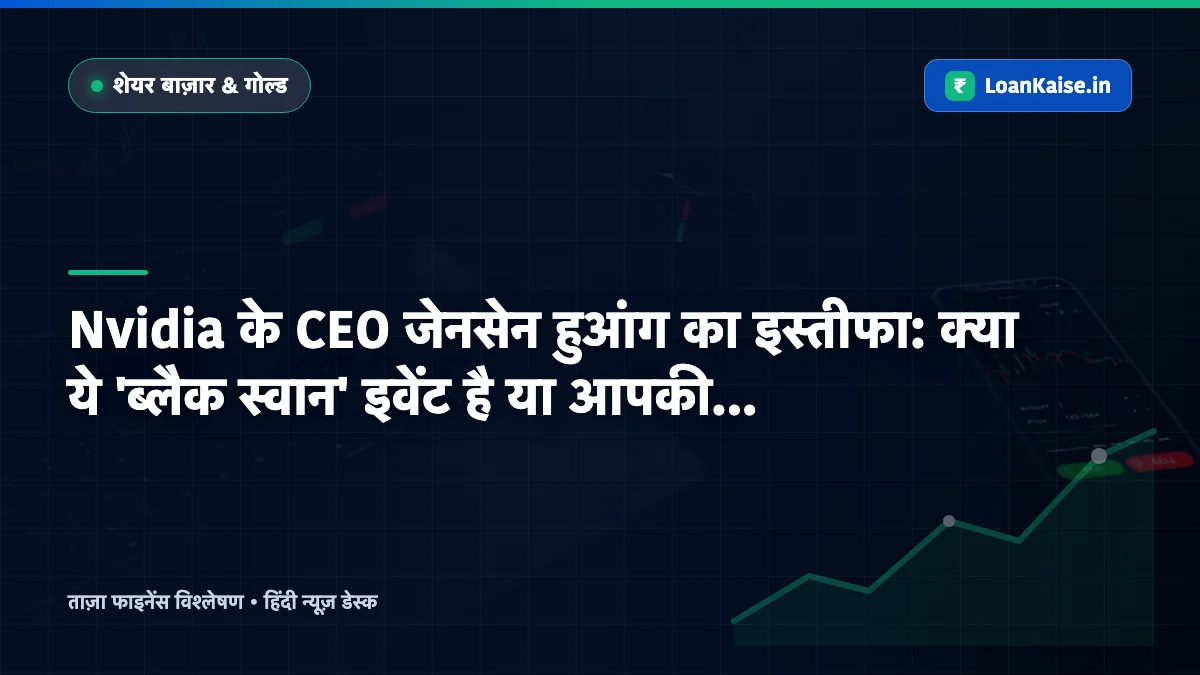 शेयर बाज़ार & गोल्ड
₹ LoanKaise.in
Nvidia के CEO जेनसेन हुआंग का इस्तीफा: क्या
ये 'ब्लैक स्वान' इवेंट है या आपकी...
ताज़ा फाइनेंस विश्लेषण • हिंदी न्यूज़ डेस्क